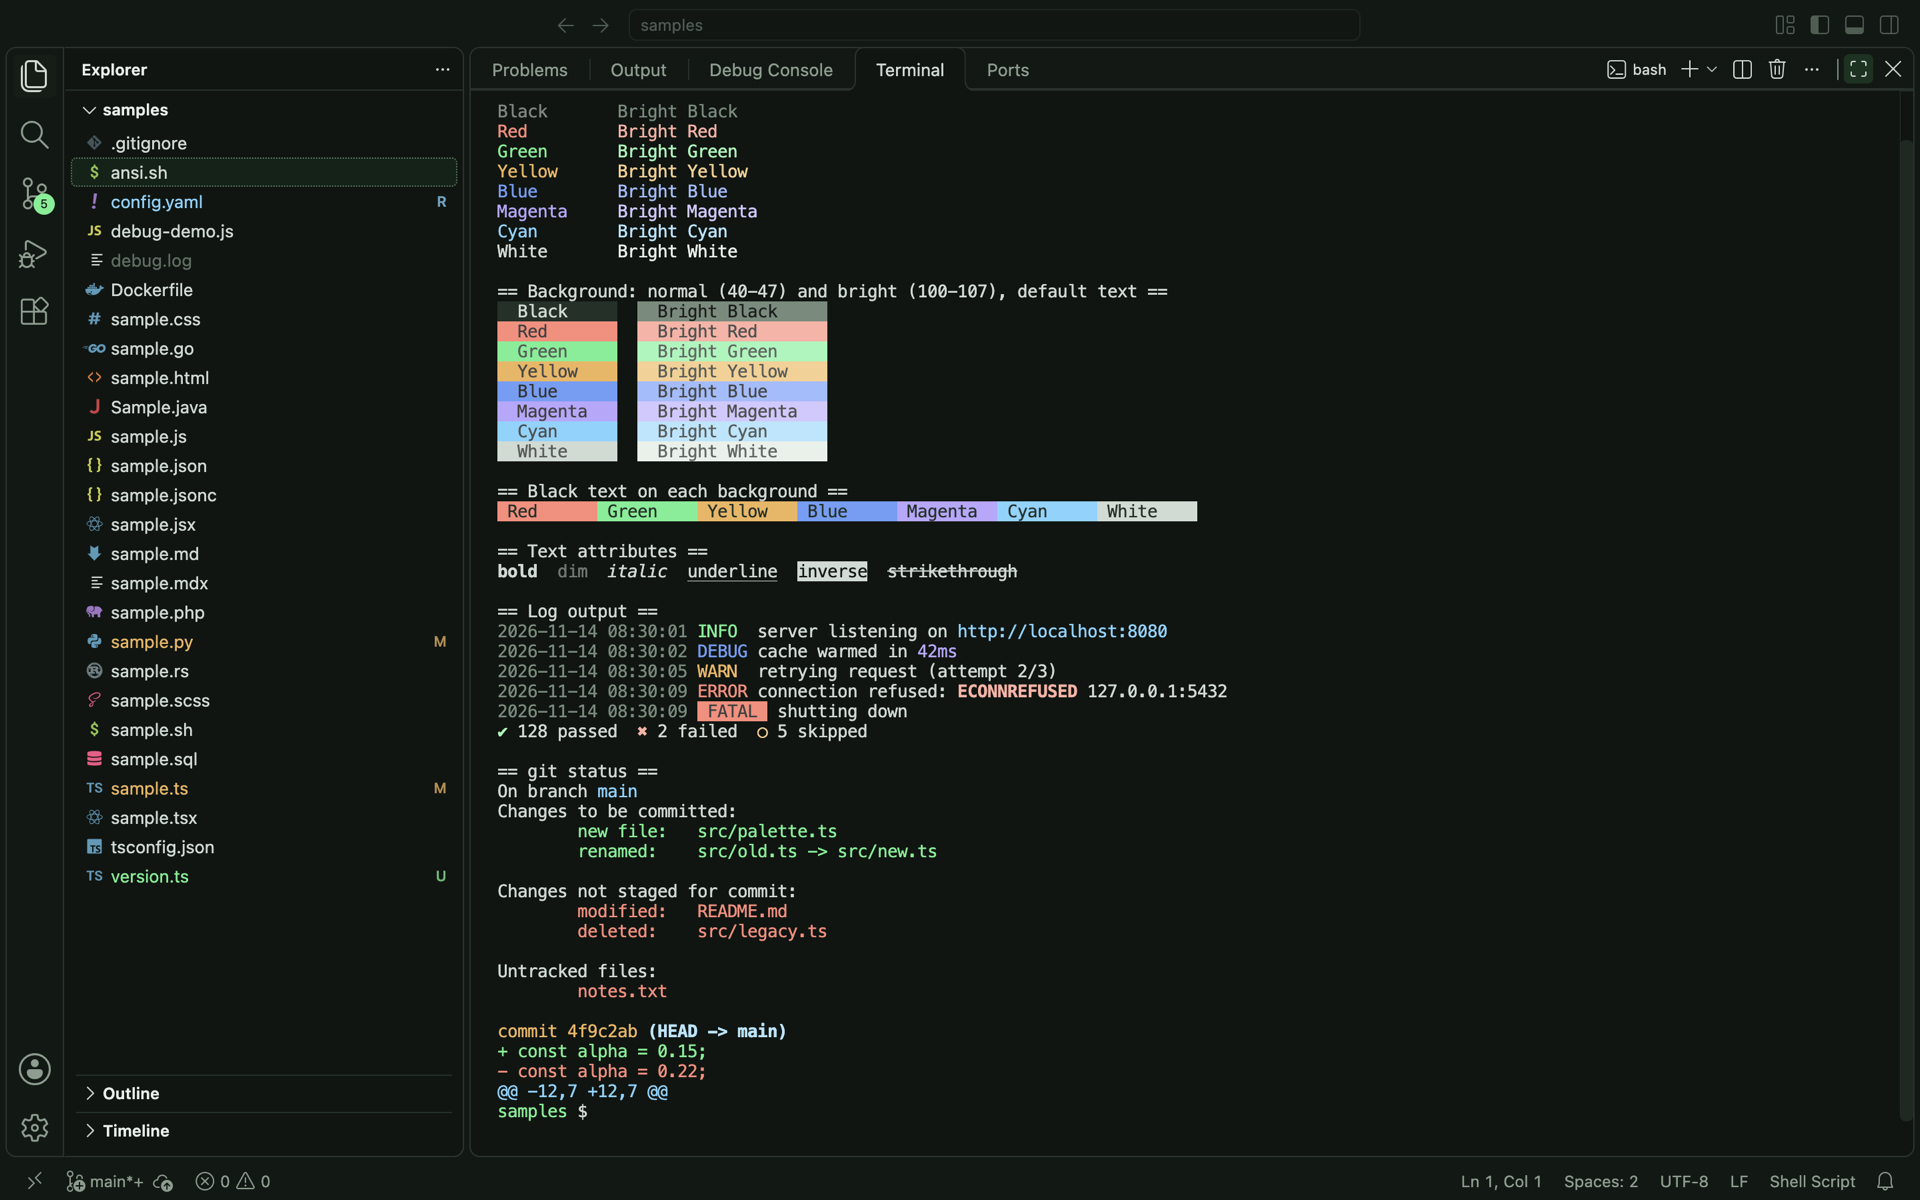 samples
Explorer
samples
.gitignore
$ ansi.sh
! config.yaml R
JS debug-demo.js
debug.log
Dockerfile
# sample.css
GO sample.go
<> sample.html
J Sample.java
JS sample.js
{} sample.json
{} sample.jsonc
sample.jsx
sample.md
sample.mdx
sample.php
sample.py M
sample.rs
sample.scss
$ sample.sh
sample.sql
TS sample.ts M
sample.tsx
TS tsconfig.json
TS version.ts U
5
Outline
Timeline
Problems Output Debug Console Terminal Ports bash
Black Bright Black
Red Bright Red
Green Bright Green
Yellow Bright Yellow
Blue Bright Blue
Magenta Bright Magenta
Cyan Bright Cyan
White Bright White
== Background: normal (40-47) and bright (100-107), default text ==
Black Bright Black
Red Bright Red
Green Bright Green
Yellow Bright Yellow
Blue Bright Blue
Magenta Bright Magenta
Cyan Bright Cyan
White Bright White
== Black text on each background ==
Red Green Yellow Blue Magenta Cyan White
== Text attributes ==
bold dim italic underline inverse strikethrough
== Log output ==
2026-11-14 08:30:01 INFO server listening on http://localhost:8080
2026-11-14 08:30:02 DEBUG cache warmed in 42ms
2026-11-14 08:30:05 WARN retrying request (attempt 2/3)
2026-11-14 08:30:09 ERROR connection refused: ECONNREFUSED 127.0.0.1:5432
2026-11-14 08:30:09 FATAL shutting down
✔ 128 passed ✖ 2 failed ○ 5 skipped
== git status ==
On branch main
Changes to be committed:
new file: src/palette.ts
renamed: src/old.ts -> src/new.ts
Changes not staged for commit:
modified: README.md
deleted: src/legacy.ts
Untracked files:
notes.txt
commit 4f9c2ab (HEAD -> main)
+ const alpha = 0.15;
- const alpha = 0.22;
@@ -12,7 +12,7 @@
samples $
main*+ 0 0 Ln 1, Col 1 Spaces: 2 UTF-8 LF Shell Script